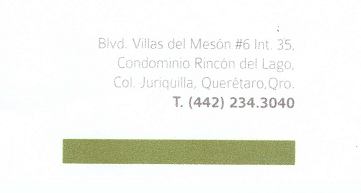 Blvd. Villas del Mesón #6 Int. 35,
Condominio Rincón del Lago,
Col. Juriquilla, Querétaro,Qro.
T. (442) 234.3040